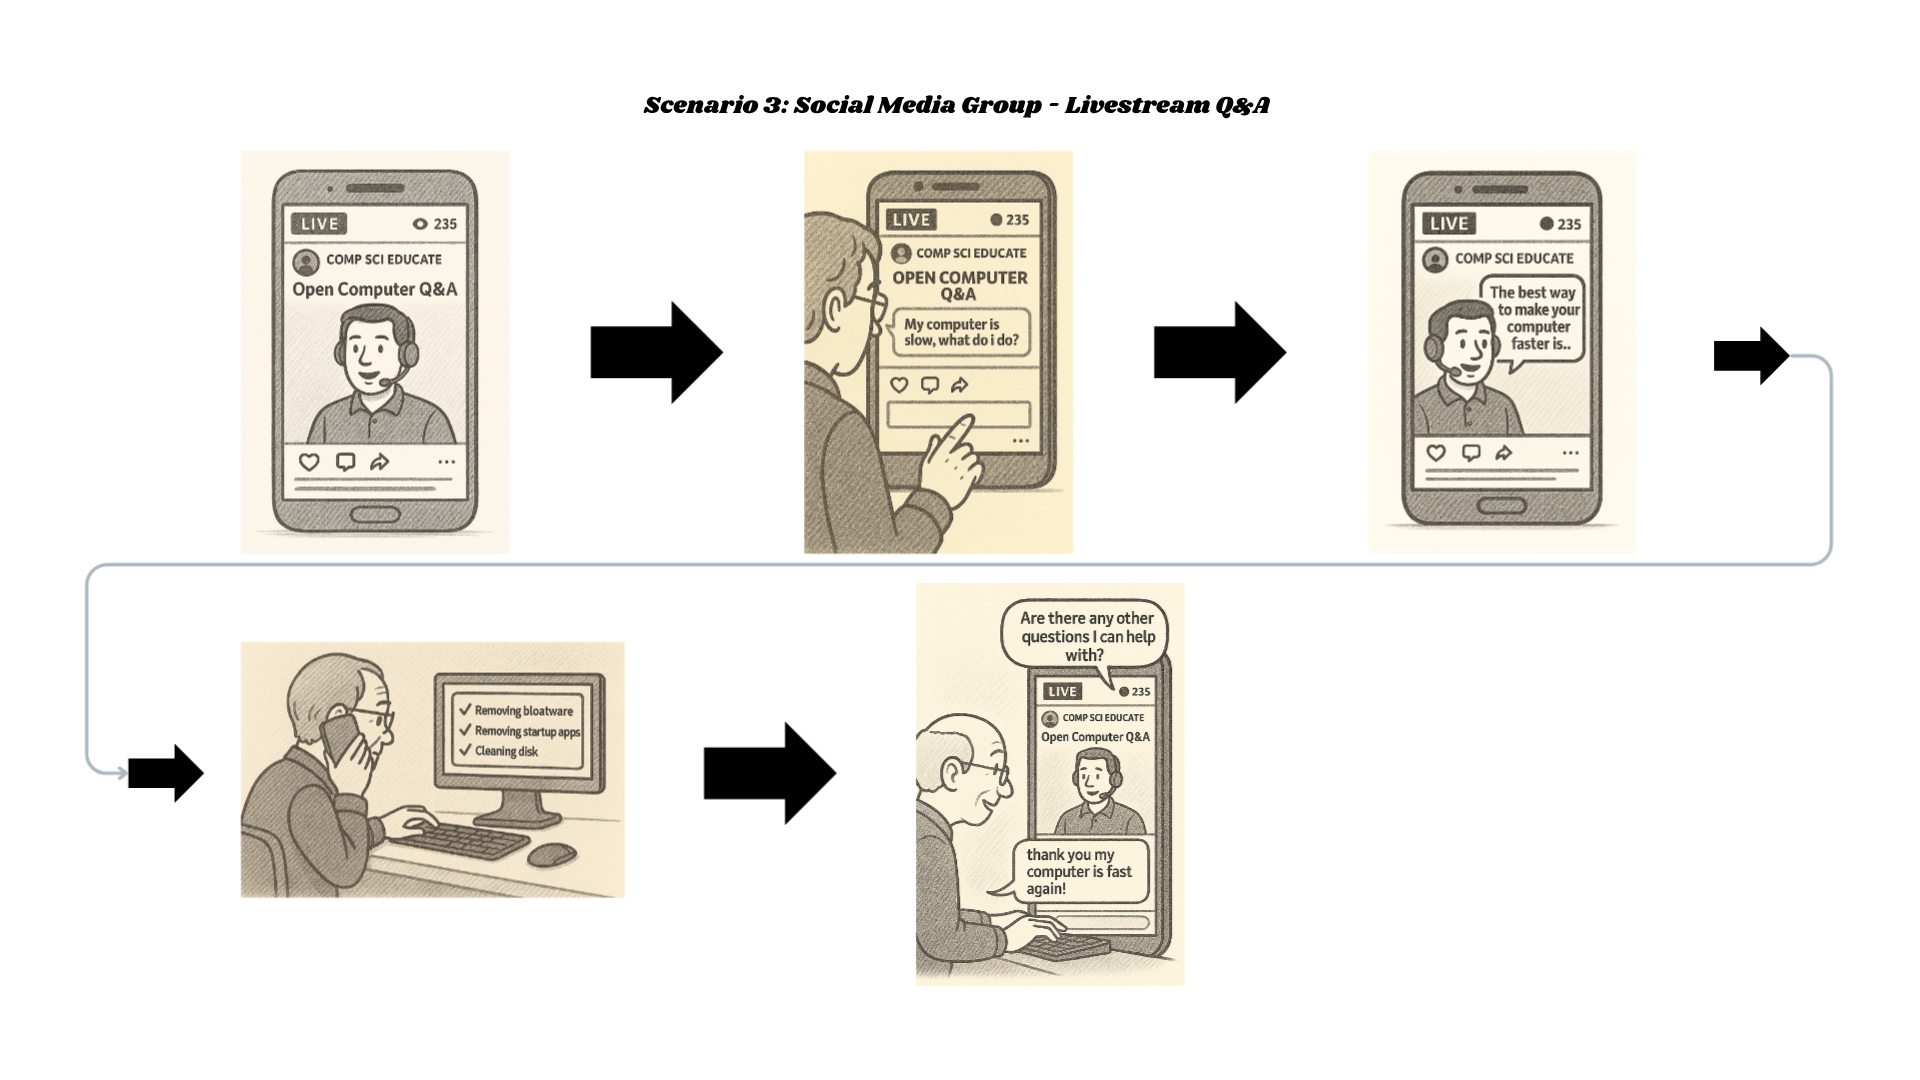 Scenario 3: Social Media Group - Livestream Q&A
LIVE 235
COMP SCI EDUCATE
Open Computer Q&A
LIVE 235
COMP SCI EDUCATE
OPEN COMPUTER
Q&A
My computer is
slow, what do i do?
LIVE 235
COMP SCI EDUCATE
The best way
to make your
computer
faster is..
Removing bloatware
Removing startup apps
Cleaning disk
Are there any other
questions I can help
with?
LIVE 235
COMP SCI EDUCATE
Open Computer Q&A
thank you my
computer is fast
again!